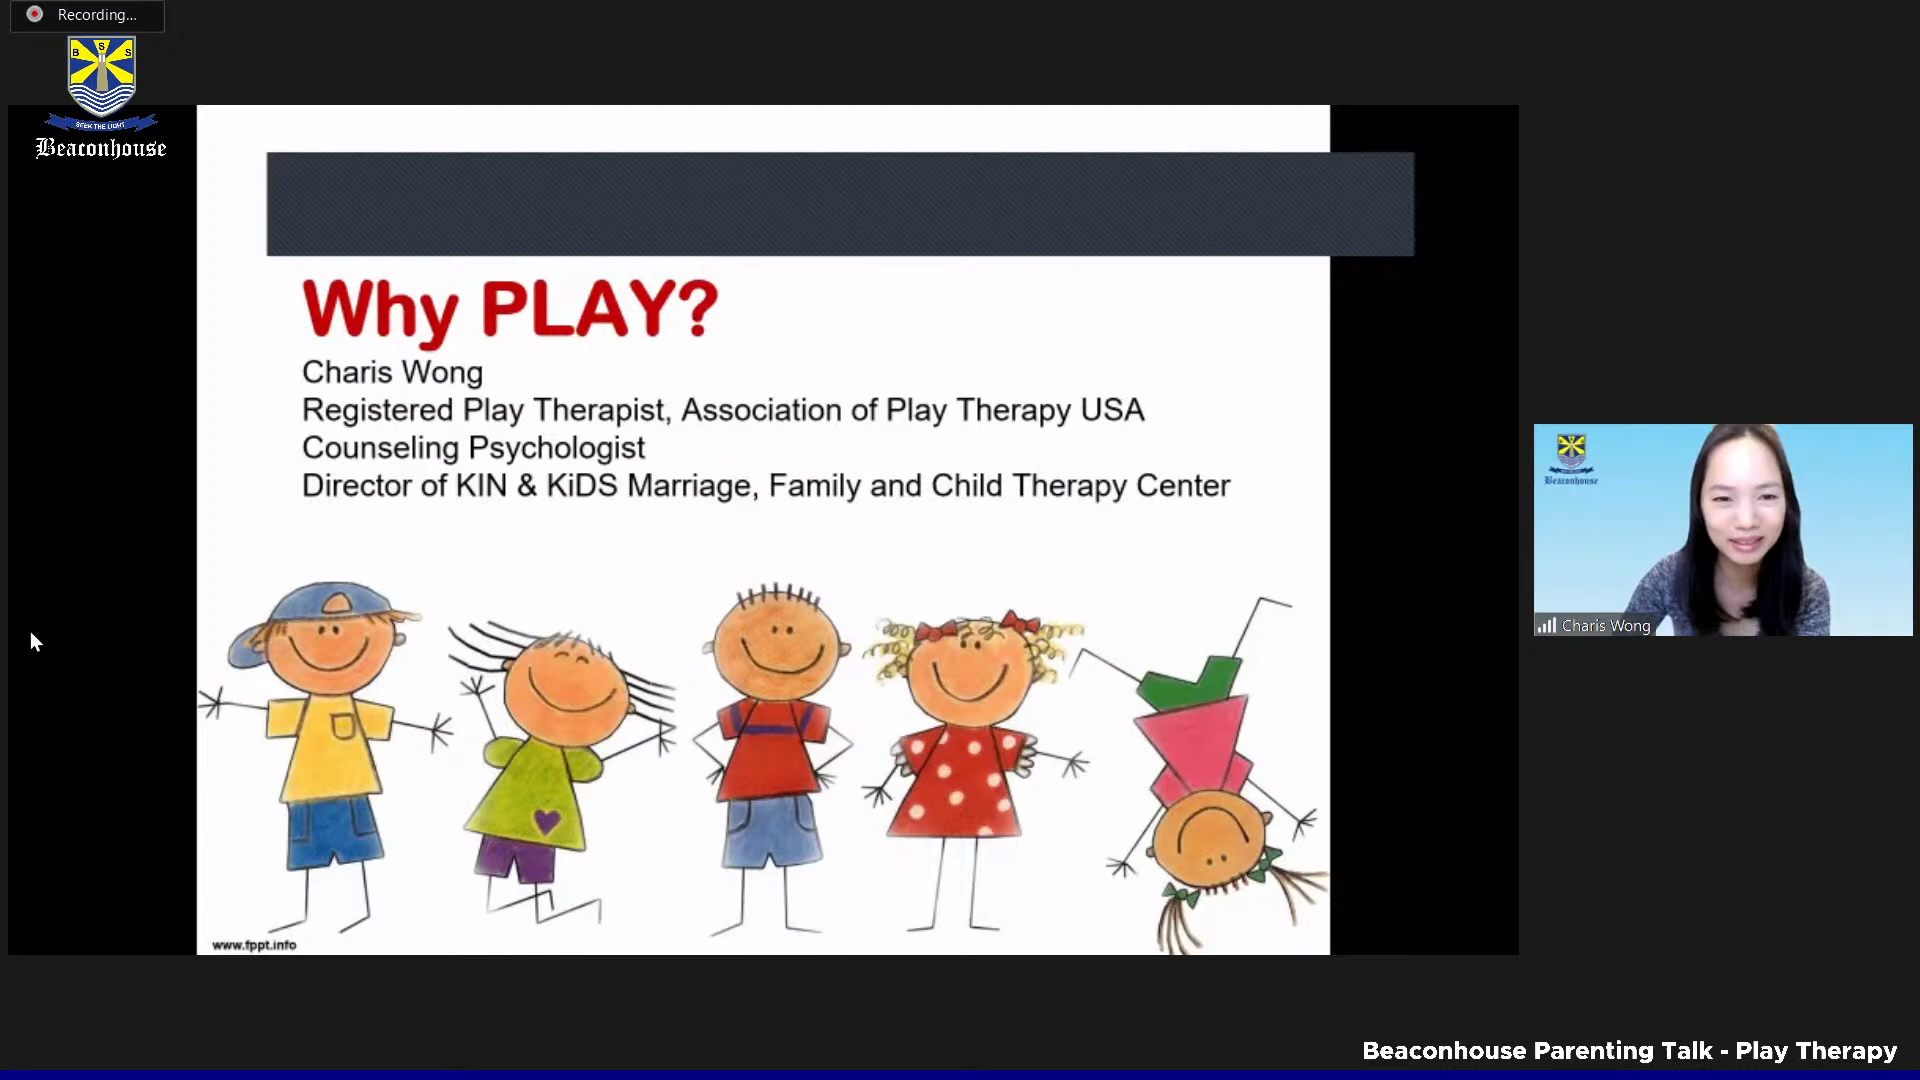 Recording...
B S S
SEEK THE LIGHT
Beaconhouse
Why PLAY?
Charis Wong
Registered Play Therapist, Association of Play Therapy USA
Counseling Psychologist
Director of KIN & KiDS Marriage, Family and Child Therapy Center
www.fppt.info
Beaconhouse
Charis Wong
Beaconhouse Parenting Talk - Play Therapy